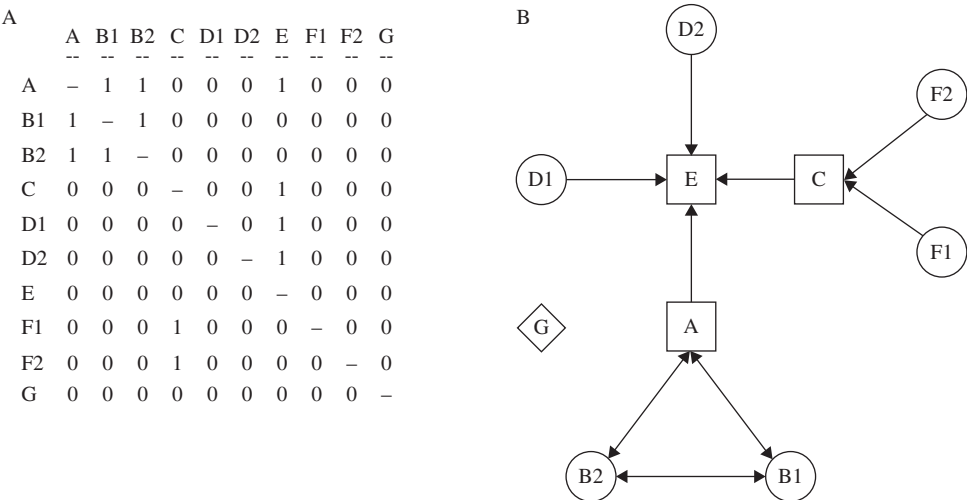 A
A B1 B2 C D1 D2 E F1 F2 G
-- -- -- -- -- -- -- -- -- --
A – 1 1 0 0 0 1 0 0 0
B1 1 – 1 0 0 0 0 0 0 0
B2 1 1 – 0 0 0 0 0 0 0
C 0 0 0 – 0 0 1 0 0 0
D1 0 0 0 0 – 0 1 0 0 0
D2 0 0 0 0 0 – 1 0 0 0
E 0 0 0 0 0 0 – 0 0 0
F1 0 0 0 1 0 0 0 – 0 0
F2 0 0 0 1 0 0 0 0 – 0
G 0 0 0 0 0 0 0 0 0 –
B
D2
F2
D1 E C
F1
G A
B2 B1